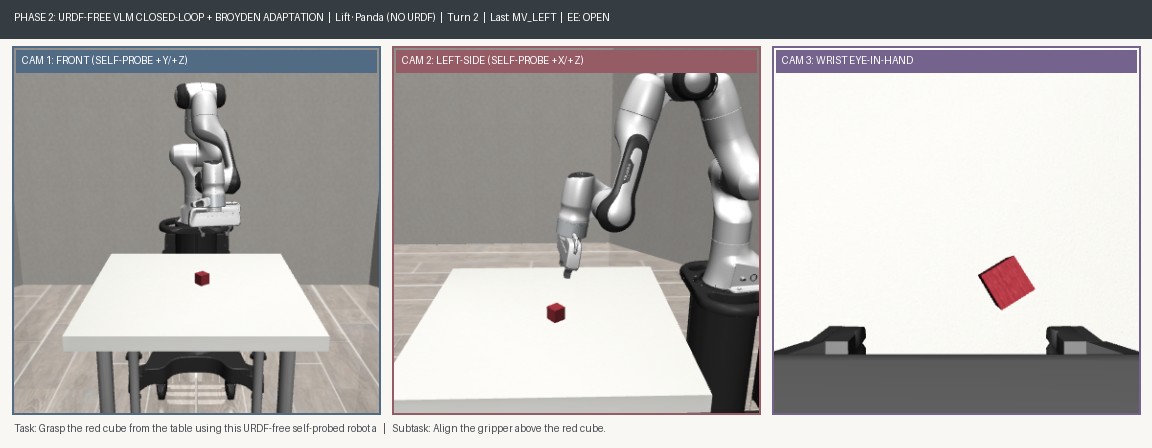 PHASE 2: URDF-FREE VLM CLOSED-LOOP + BROYDEN ADAPTATION | Lift·Panda (NO URDF) | Turn 2 | Last MV_LEFT | EE: OPEN
CAM 1: FRONT (SELF-PROBE +Y/+Z)
CAM 2: LEFT-SIDE (SELF-PROBE +X/+Z)
CAM 3: WRIST EYE-IN-HAND
Task: Grasp the red cube from the table using this URDF-free self-probed robot a | Subtask: Align the gripper above the red cube.